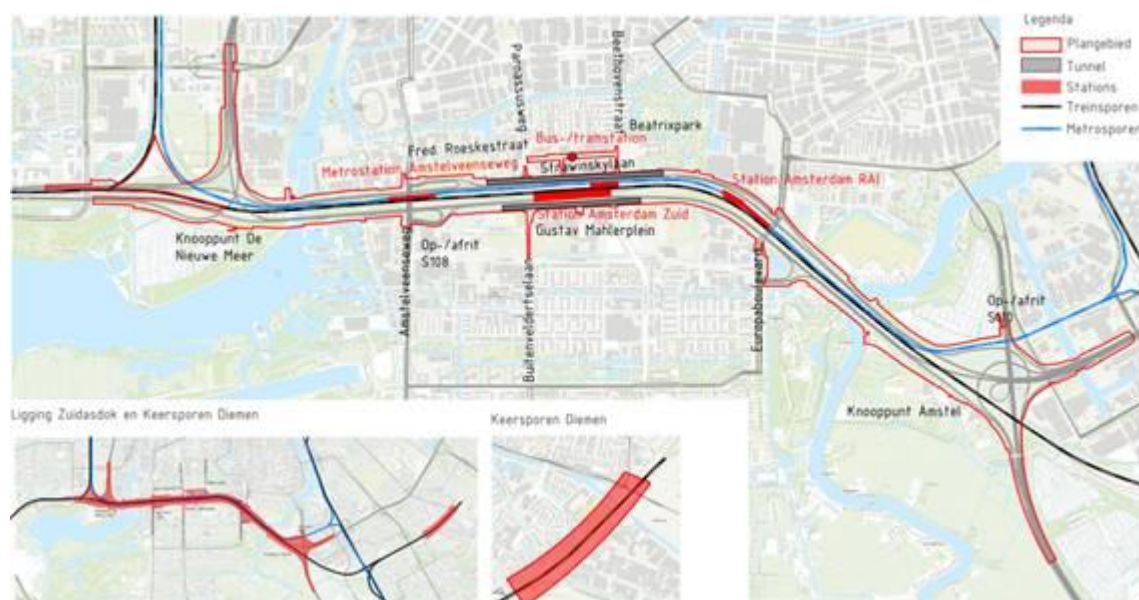 Legenda
Plangebied
Tunnel
Stations
Treinsporen
Metrosporen
Parnassusweg
Beethovenstraat
Beatrixpark
Fred. Roeskestraat
Bus-/tramstation
Metrostation Amstelveenseweg
Strawinskylaan
Station Amsterdam RAI
Station Amsterdam Zuid
Gustav Mahlerplein
Knooppunt De
Nieuwe Meer
Op-/afrit
S108
Amstelveenseweg
Buitenveldertselaan
Europaboulevard
Op-/afrit
Knooppunt Amstel
Ligging Zuidasdok en Keersporen Diemen
Keersporen Diemen